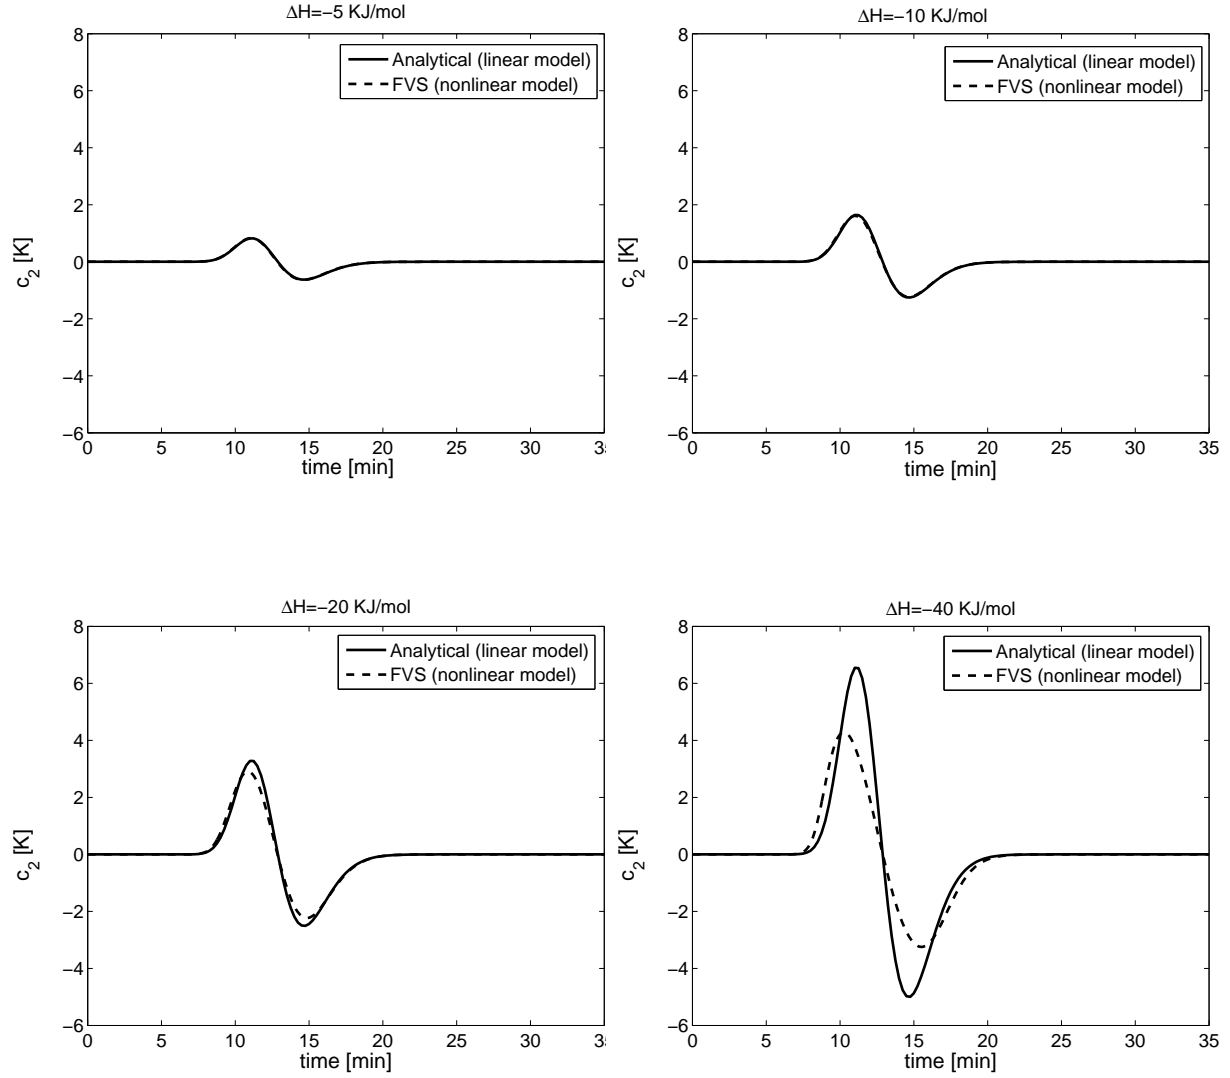 ΔH=−5 KJ/mol
Analytical (linear model)
FVS (nonlinear model)
8
6
4
2
0
−2
−4
−6
c2 [K]
0 5 10 15 20 25 30 3
time [min]
ΔH=−10 KJ/mol
Analytical (linear model)
FVS (nonlinear model)
8
6
4
2
0
−2
−4
−6
c2 [K]
0 5 10 15 20 25 30 35
time [min]
ΔH=−20 KJ/mol
Analytical (linear model)
FVS (nonlinear model)
8
6
4
2
0
−2
−4
−6
c2 [K]
0 5 10 15 20 25 30 3
time [min]
ΔH=−40 KJ/mol
Analytical (linear model)
FVS (nonlinear model)
8
6
4
2
0
−2
−4
−6
c2 [K]
0 5 10 15 20 25 30 35
time [min]